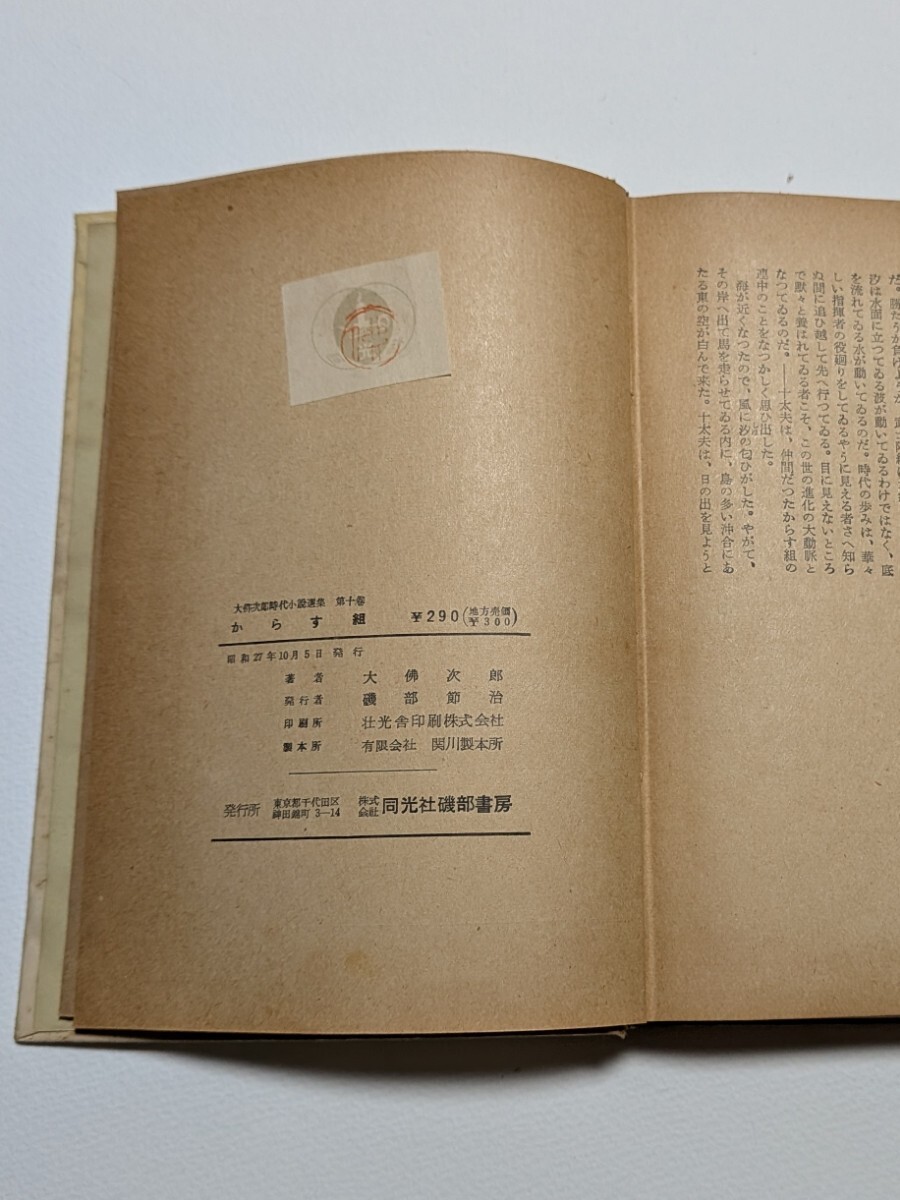 だ。
汐は水面に立つてゐる波が動いてゐるわけではなく、底
を流れてゐる水が動いてゐるのだ。時代の歩みは、華々
しい指揮者の役廻りをしてゐるやうに見える者さへ知ら
ぬ間に追ひ越して先へ行つてゐる。目に見えないところ
で默々と養はれてゐる者こそ、この世の進化の大動脈と
なつてゐるのだ。――十太夫は、仲間だつたからす組の
連中のことをなつかしく思ひ出した。
海が近くなつたので、風に汐の匂ひがした。やがて、
その岸へ出て馬を走らせてゐる内に、島の多い沖合にあ
たる東の空が白んで来た。十太夫は、日の出を見ようと
大佛次郎時代小説選集 第十巻
からす組 ¥290(地方売価¥300)
昭和27年10月5日 発行
著者 大佛次郎
発行者 磯部節治
印刷所 壮光舎印刷株式会社
製本所 有限会社 関川製本所
発行所 東京都千代田区神田錦町 3—14 株式会社 同光社磯部書房